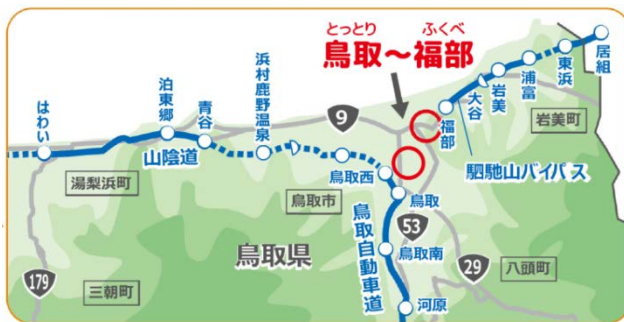 とっとり ふくべ
鳥取～福部
居組
東浜
浦富
岩美
大谷
福部
岩美町
駟馳山バイパス
9
はわい
泊東郷
青谷
浜村鹿野温泉
山陰道
鳥取西
鳥取
湯梨浜町
鳥取市
53
鳥取県
鳥取自動車道
鳥取南
29
八頭町
179
三朝町
河原